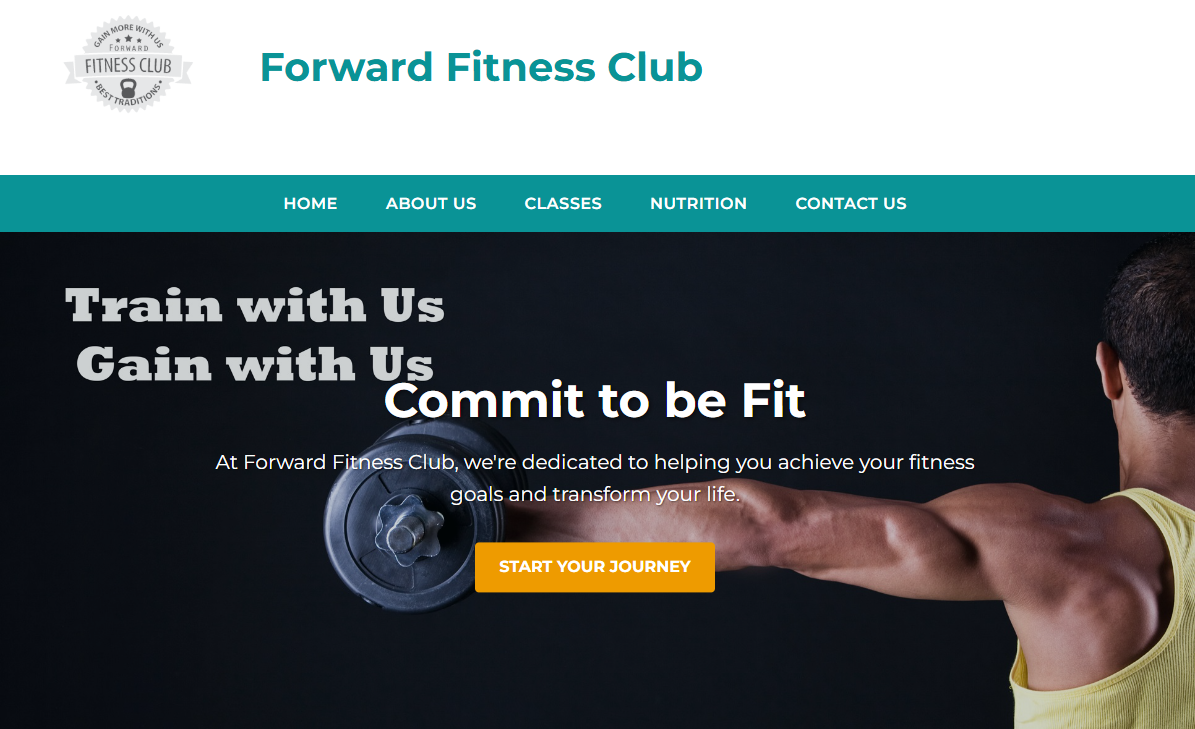 GAIN MORE WITH US
FORWARD
FITNESS CLUB
BEST TRADITIONS
Forward Fitness Club
HOME ABOUT US CLASSES NUTRITION CONTACT US
Train with Us
Gain with Us
Commit to be Fit
At Forward Fitness Club, we're dedicated to helping you achieve your fitness
goals and transform your life.
START YOUR JOURNEY